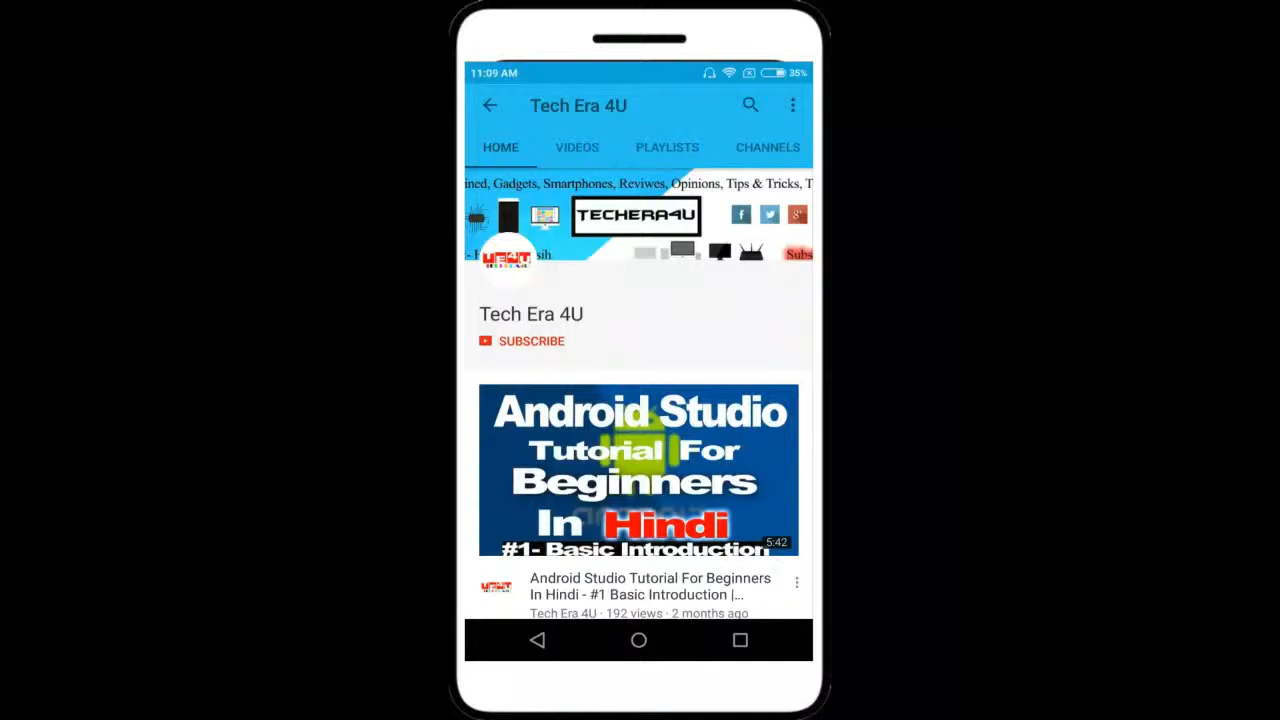 11:09 AM 35%
Tech Era 4U
HOME VIDEOS PLAYLISTS CHANNELS
ined, Gadgets, Smartphones, Reviwes, Opinions, Tips & Tricks, T
TECHERA4U
sih
Subs
Tech Era 4U
SUBSCRIBE
Android Studio
Tutorial For
Beginners
In Hindi
#1- Basic Introduction
5:42
Android Studio Tutorial For Beginners
In Hindi - #1 Basic Introduction |...
Tech Era 4U · 192 views · 2 months ago